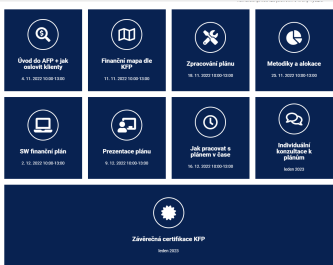 Úvod do AFP + jak
oslovit klienty
4. 11. 2022 10:00-13:00
Finanční mapa dle
KFP
11. 11. 2022 10:00-13:00
Zpracování plánu
18. 11. 2022 10:00-13:00
Metodiky a alokace
25. 11. 2022 10:00-13:00
SW finanční plán
2. 12. 2022 10:00-13:00
Prezentace plánu
9. 12. 2022 10:00-13:00
Jak pracovat s
plánem v čase
16. 12. 2022 10:00-13:00
Individuální
konzultace k
plánům
leden 2023
Závěrečná certifikace KFP
leden 2023